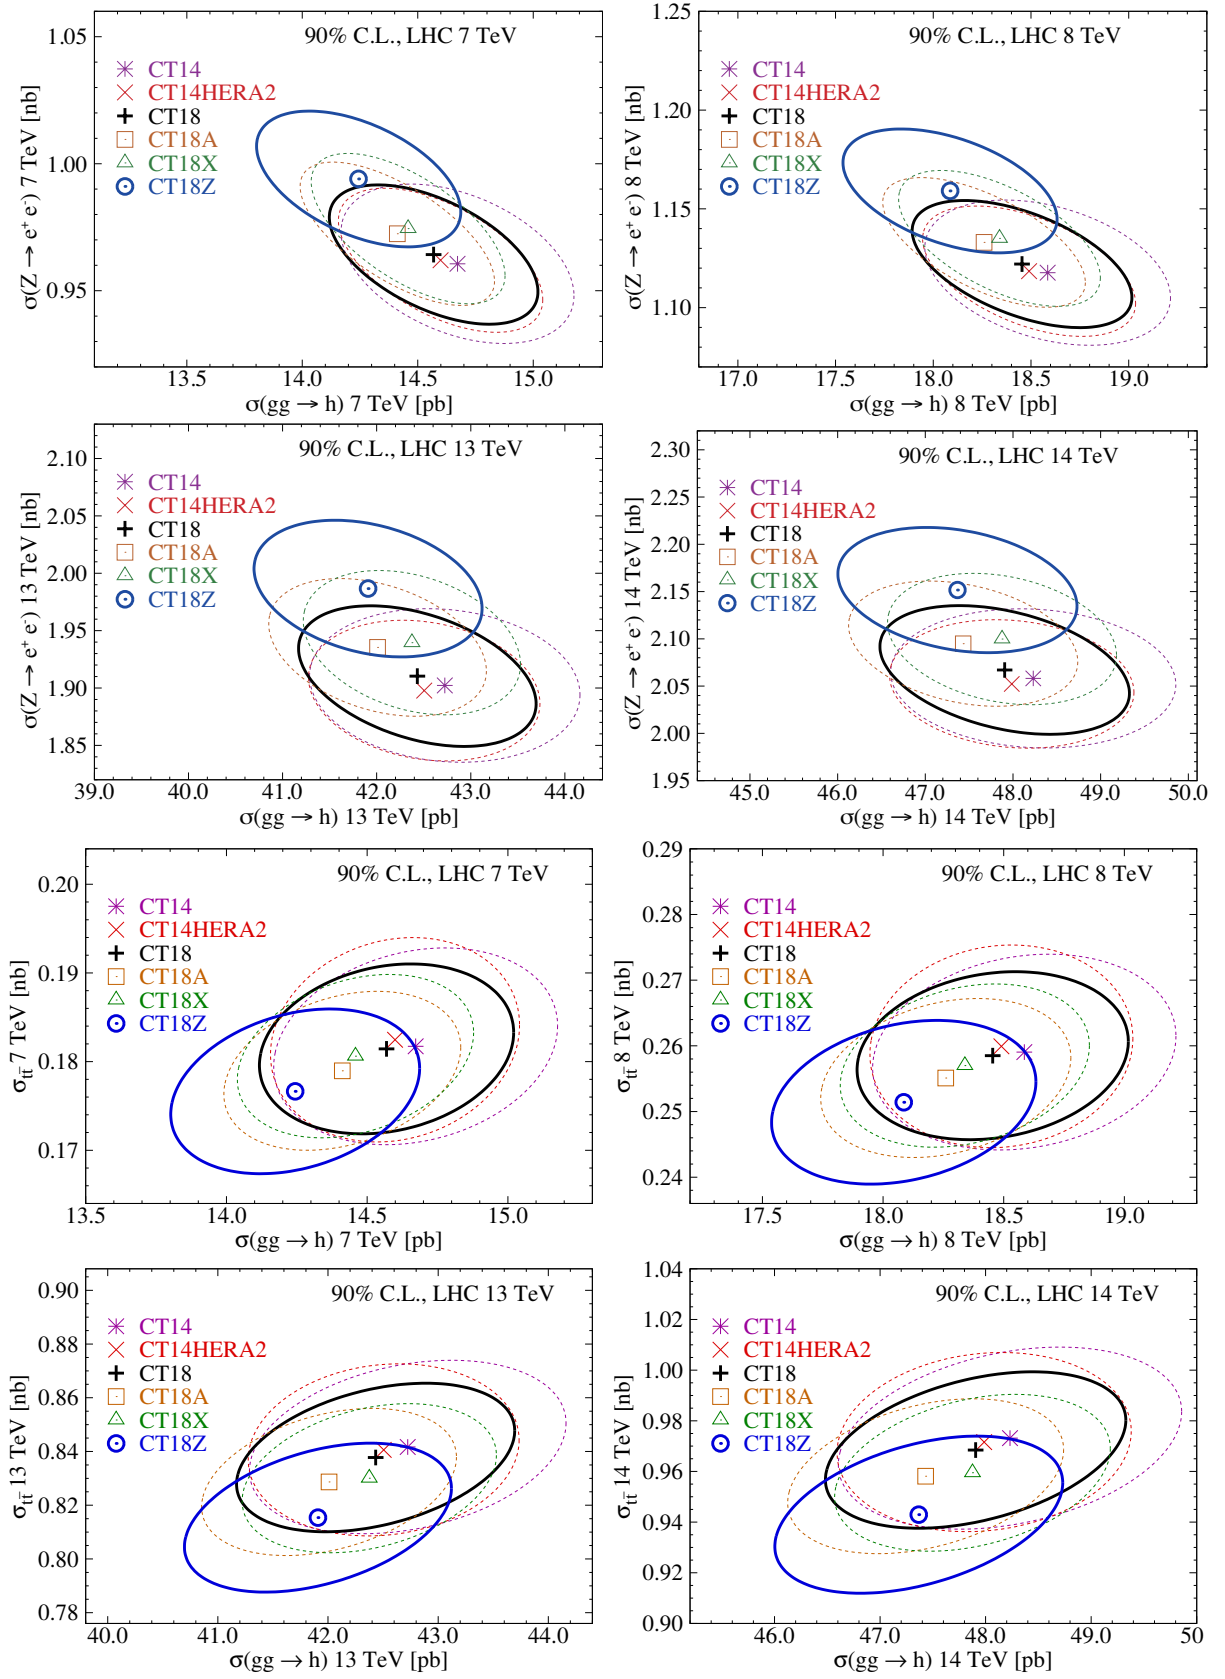 90% C.L., LHC 7 TeV
σ(Z → e⁺ e⁻) 7 TeV [nb]
1.05
1.00
0.95
CT14
CT14HERA2
CT18
CT18A
CT18X
CT18Z
13.5 14.0 14.5 15.0
σ(gg → h) 7 TeV [pb]
90% C.L., LHC 8 TeV
σ(Z → e⁺ e⁻) 8 TeV [nb]
1.25
1.20
1.15
1.10
CT14
CT14HERA2
CT18
CT18A
CT18X
CT18Z
17.0 17.5 18.0 18.5 19.0
σ(gg → h) 8 TeV [pb]
90% C.L., LHC 13 TeV
σ(Z → e⁺ e⁻) 13 TeV [nb]
2.10
2.05
2.00
1.95
1.90
1.85
CT14
CT14HERA2
CT18
CT18A
CT18X
CT18Z
39.0 40.0 41.0 42.0 43.0 44.0
σ(gg → h) 13 TeV [pb]
90% C.L., LHC 14 TeV
σ(Z → e⁺ e⁻) 14 TeV [nb]
2.30
2.25
2.20
2.15
2.10
2.05
2.00
1.95
CT14
CT14HERA2
CT18
CT18A
CT18X
CT18Z
45.0 46.0 47.0 48.0 49.0 50.0
σ(gg → h) 14 TeV [pb]
90% C.L., LHC 7 TeV
σtt̄ 7 TeV [nb]
0.20
0.19
0.18
0.17
CT14
CT14HERA2
CT18
CT18A
CT18X
CT18Z
13.5 14.0 14.5 15.0
σ(gg → h) 7 TeV [pb]
90% C.L., LHC 8 TeV
σtt̄ 8 TeV [nb]
0.29
0.28
0.27
0.26
0.25
0.24
CT14
CT14HERA2
CT18
CT18A
CT18X
CT18Z
17.5 18.0 18.5 19.0
σ(gg → h) 8 TeV [pb]
90% C.L., LHC 13 TeV
σtt̄ 13 TeV [nb]
0.90
0.88
0.86
0.84
0.82
0.80
0.78
CT14
CT14HERA2
CT18
CT18A
CT18X
CT18Z
40.0 41.0 42.0 43.0 44.0
σ(gg → h) 13 TeV [pb]
90% C.L., LHC 14 TeV
σtt̄ 14 TeV [nb]
1.04
1.02
1.00
0.98
0.96
0.94
0.92
0.90
CT14
CT14HERA2
CT18
CT18A
CT18X
CT18Z
46.0 47.0 48.0 49.0 50
σ(gg → h) 14 TeV [pb]